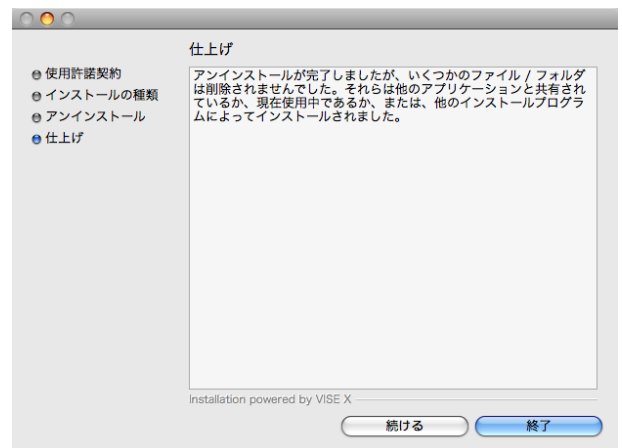 仕上げ
使用許諾契約
インストールの種類
アンインストール
仕上げ
アンインストールが完了しましたが、いくつかのファイル / フォルダ
は削除されませんでした。それらは他のアプリケーションと共有され
ているか、現在使用中であるか、または、他のインストールプログラ
ムによってインストールされました。
Installation powered by VISE X
続ける
終了